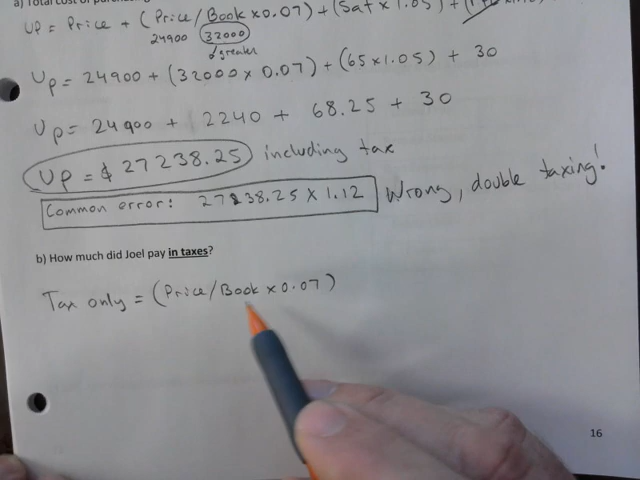 a) Total cost of purchasing
UP = Price + (Price/Book x 0.07) + (Saf x 1.05) +
24900 32000
greater
Up = 24900 + (32000 x 0.07) + (65 x 1.05) + 30
Up = 24900 + 2240 + 68.25 + 30
Up = $ 27238.25 including tax
Common error: 27238.25 x 1.12 Wrong, double taxing!
b) How much did Joel pay in taxes?
Tax only = (Price/Book x 0.07)
16